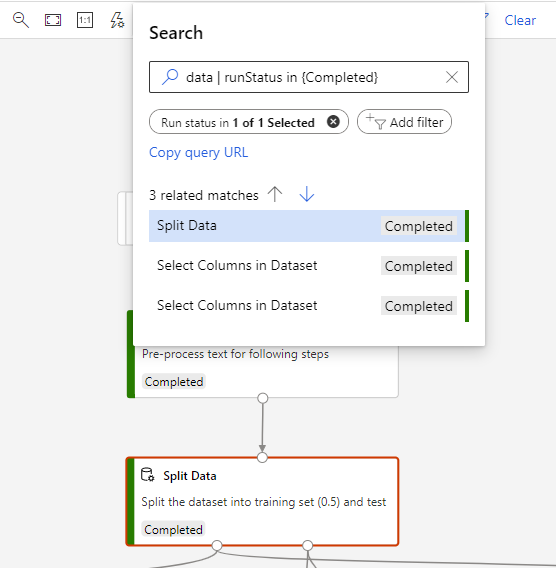 1:1
Clear
Search
data | runStatus in {Completed}
Run status in 1 of 1 Selected
Add filter
Copy query URL
3 related matches
Split Data Completed
Select Columns in Dataset Completed
Select Columns in Dataset Completed
Pre-process text for following steps
Completed
Split Data
Split the dataset into training set (0.5) and test
Completed